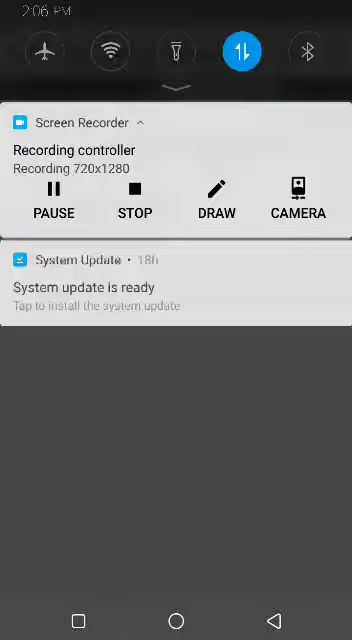 2:06 PM
Screen Recorder
Recording controller
Recording 720x1280
PAUSE STOP DRAW CAMERA
System Update • 18h
System update is ready
Tap to install the system update